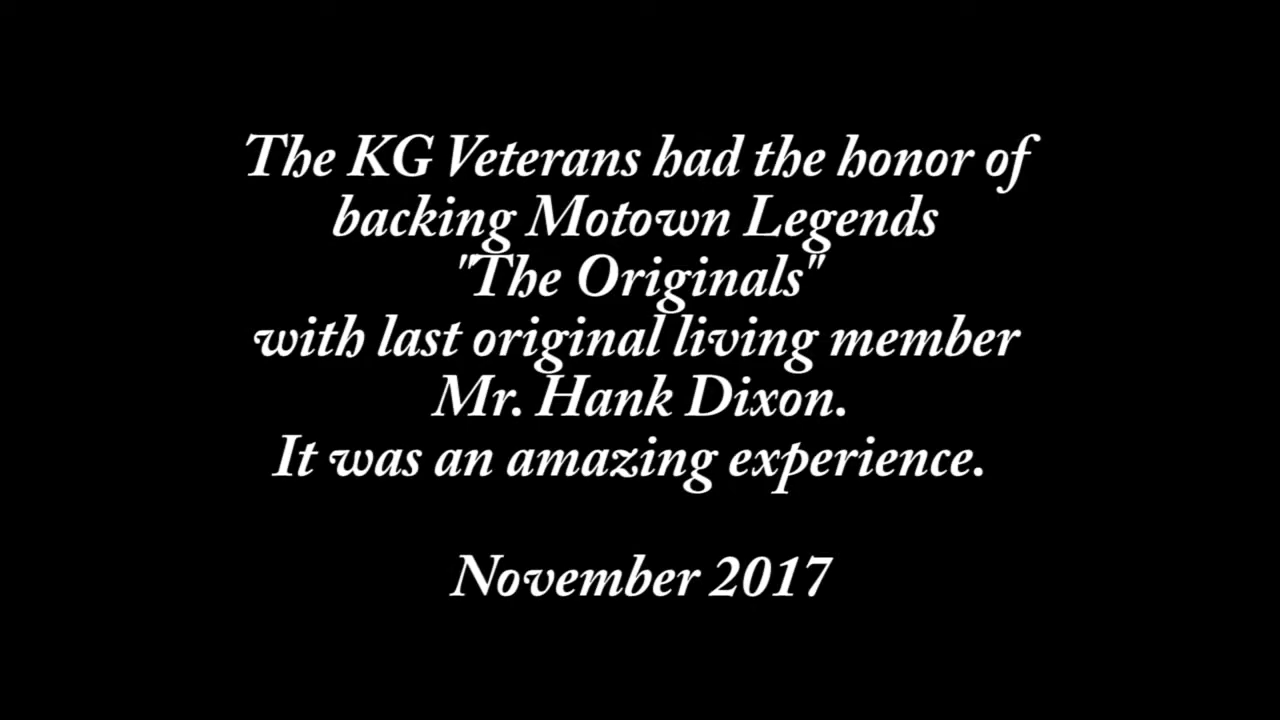 The KG Veterans had the honor of
backing Motown Legends
"The Originals"
with last original living member
Mr. Hank Dixon.
It was an amazing experience.
November 2017